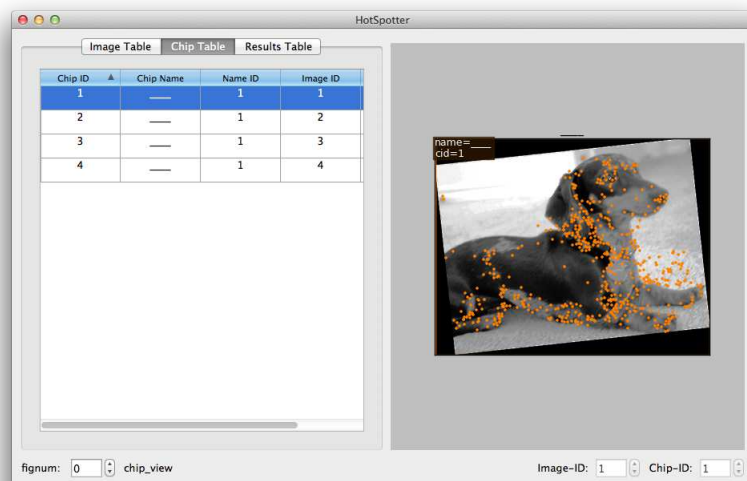 HotSpotter
Image Table Chip Table Results Table
Chip ID Chip Name Name ID Image ID
1 ____ 1 1
2 ____ 1 2
3 ____ 1 3
4 ____ 1 4
____
name=____
cid=1
fignum: 0 chip_view
Image-ID: 1 Chip-ID: 1